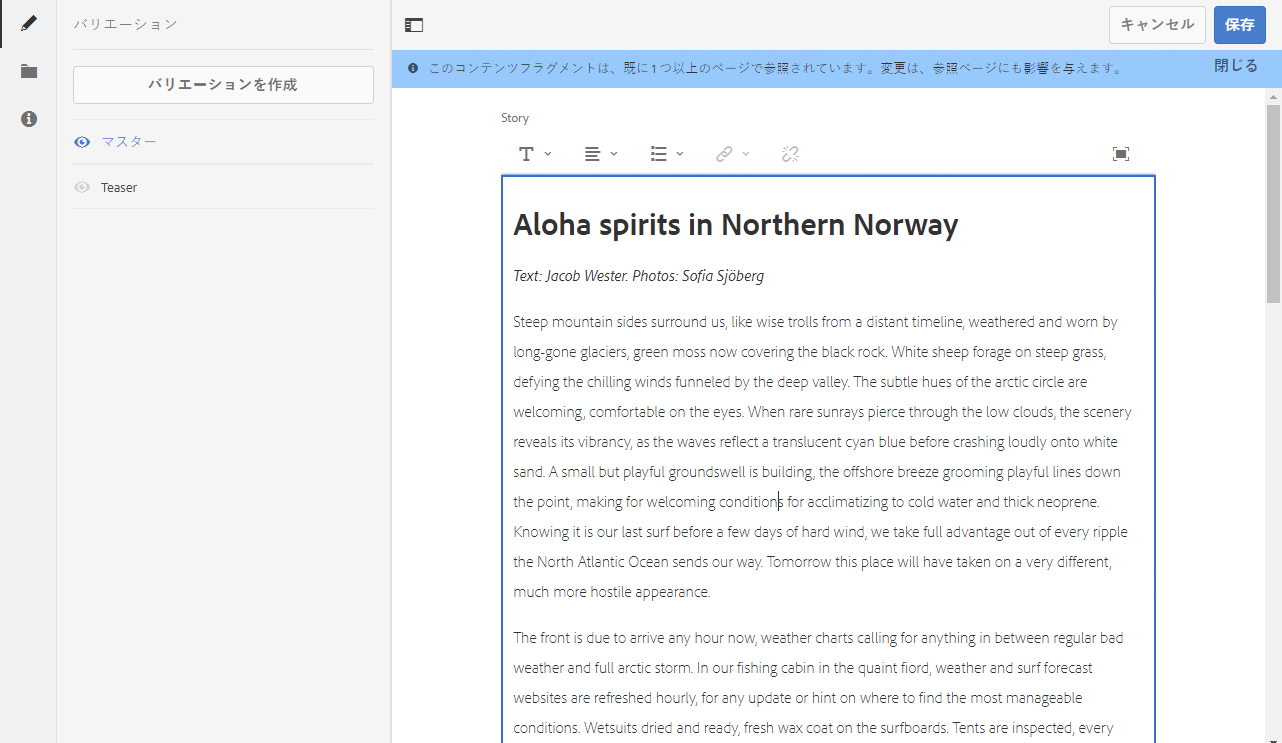 バリエーション
キャンセル
保存
このコンテンツフラグメントは、既に 1 つ以上のページで参照されています。変更は、参照ページにも影響を与えます。
閉じる
バリエーションを作成
マスター
Teaser
Story
Aloha spirits in Northern Norway
Text: Jacob Wester. Photos: Sofia Sjöberg
Steep mountain sides surround us, like wise trolls from a distant timeline, weathered and worn by
long-gone glaciers, green moss now covering the black rock. White sheep forage on steep grass,
defying the chilling winds funneled by the deep valley. The subtle hues of the arctic circle are
welcoming, comfortable on the eyes. When rare sunrays pierce through the low clouds, the scenery
reveals its vibrancy, as the waves reflect a translucent cyan blue before crashing loudly onto white
sand. A small but playful groundswell is building, the offshore breeze grooming playful lines down
the point, making for welcoming conditions for acclimatizing to cold water and thick neoprene.
Knowing it is our last surf before a few days of hard wind, we take full advantage out of every ripple
the North Atlantic Ocean sends our way. Tomorrow this place will have taken on a very different,
much more hostile appearance.
The front is due to arrive any hour now, weather charts calling for anything in between regular bad
weather and full arctic storm. In our fishing cabin in the quaint fiord, weather and surf forecast
websites are refreshed hourly, for any update or hint on where to find the most manageable
conditions. Wetsuits dried and ready, fresh wax coat on the surfboards. Tents are inspected, every